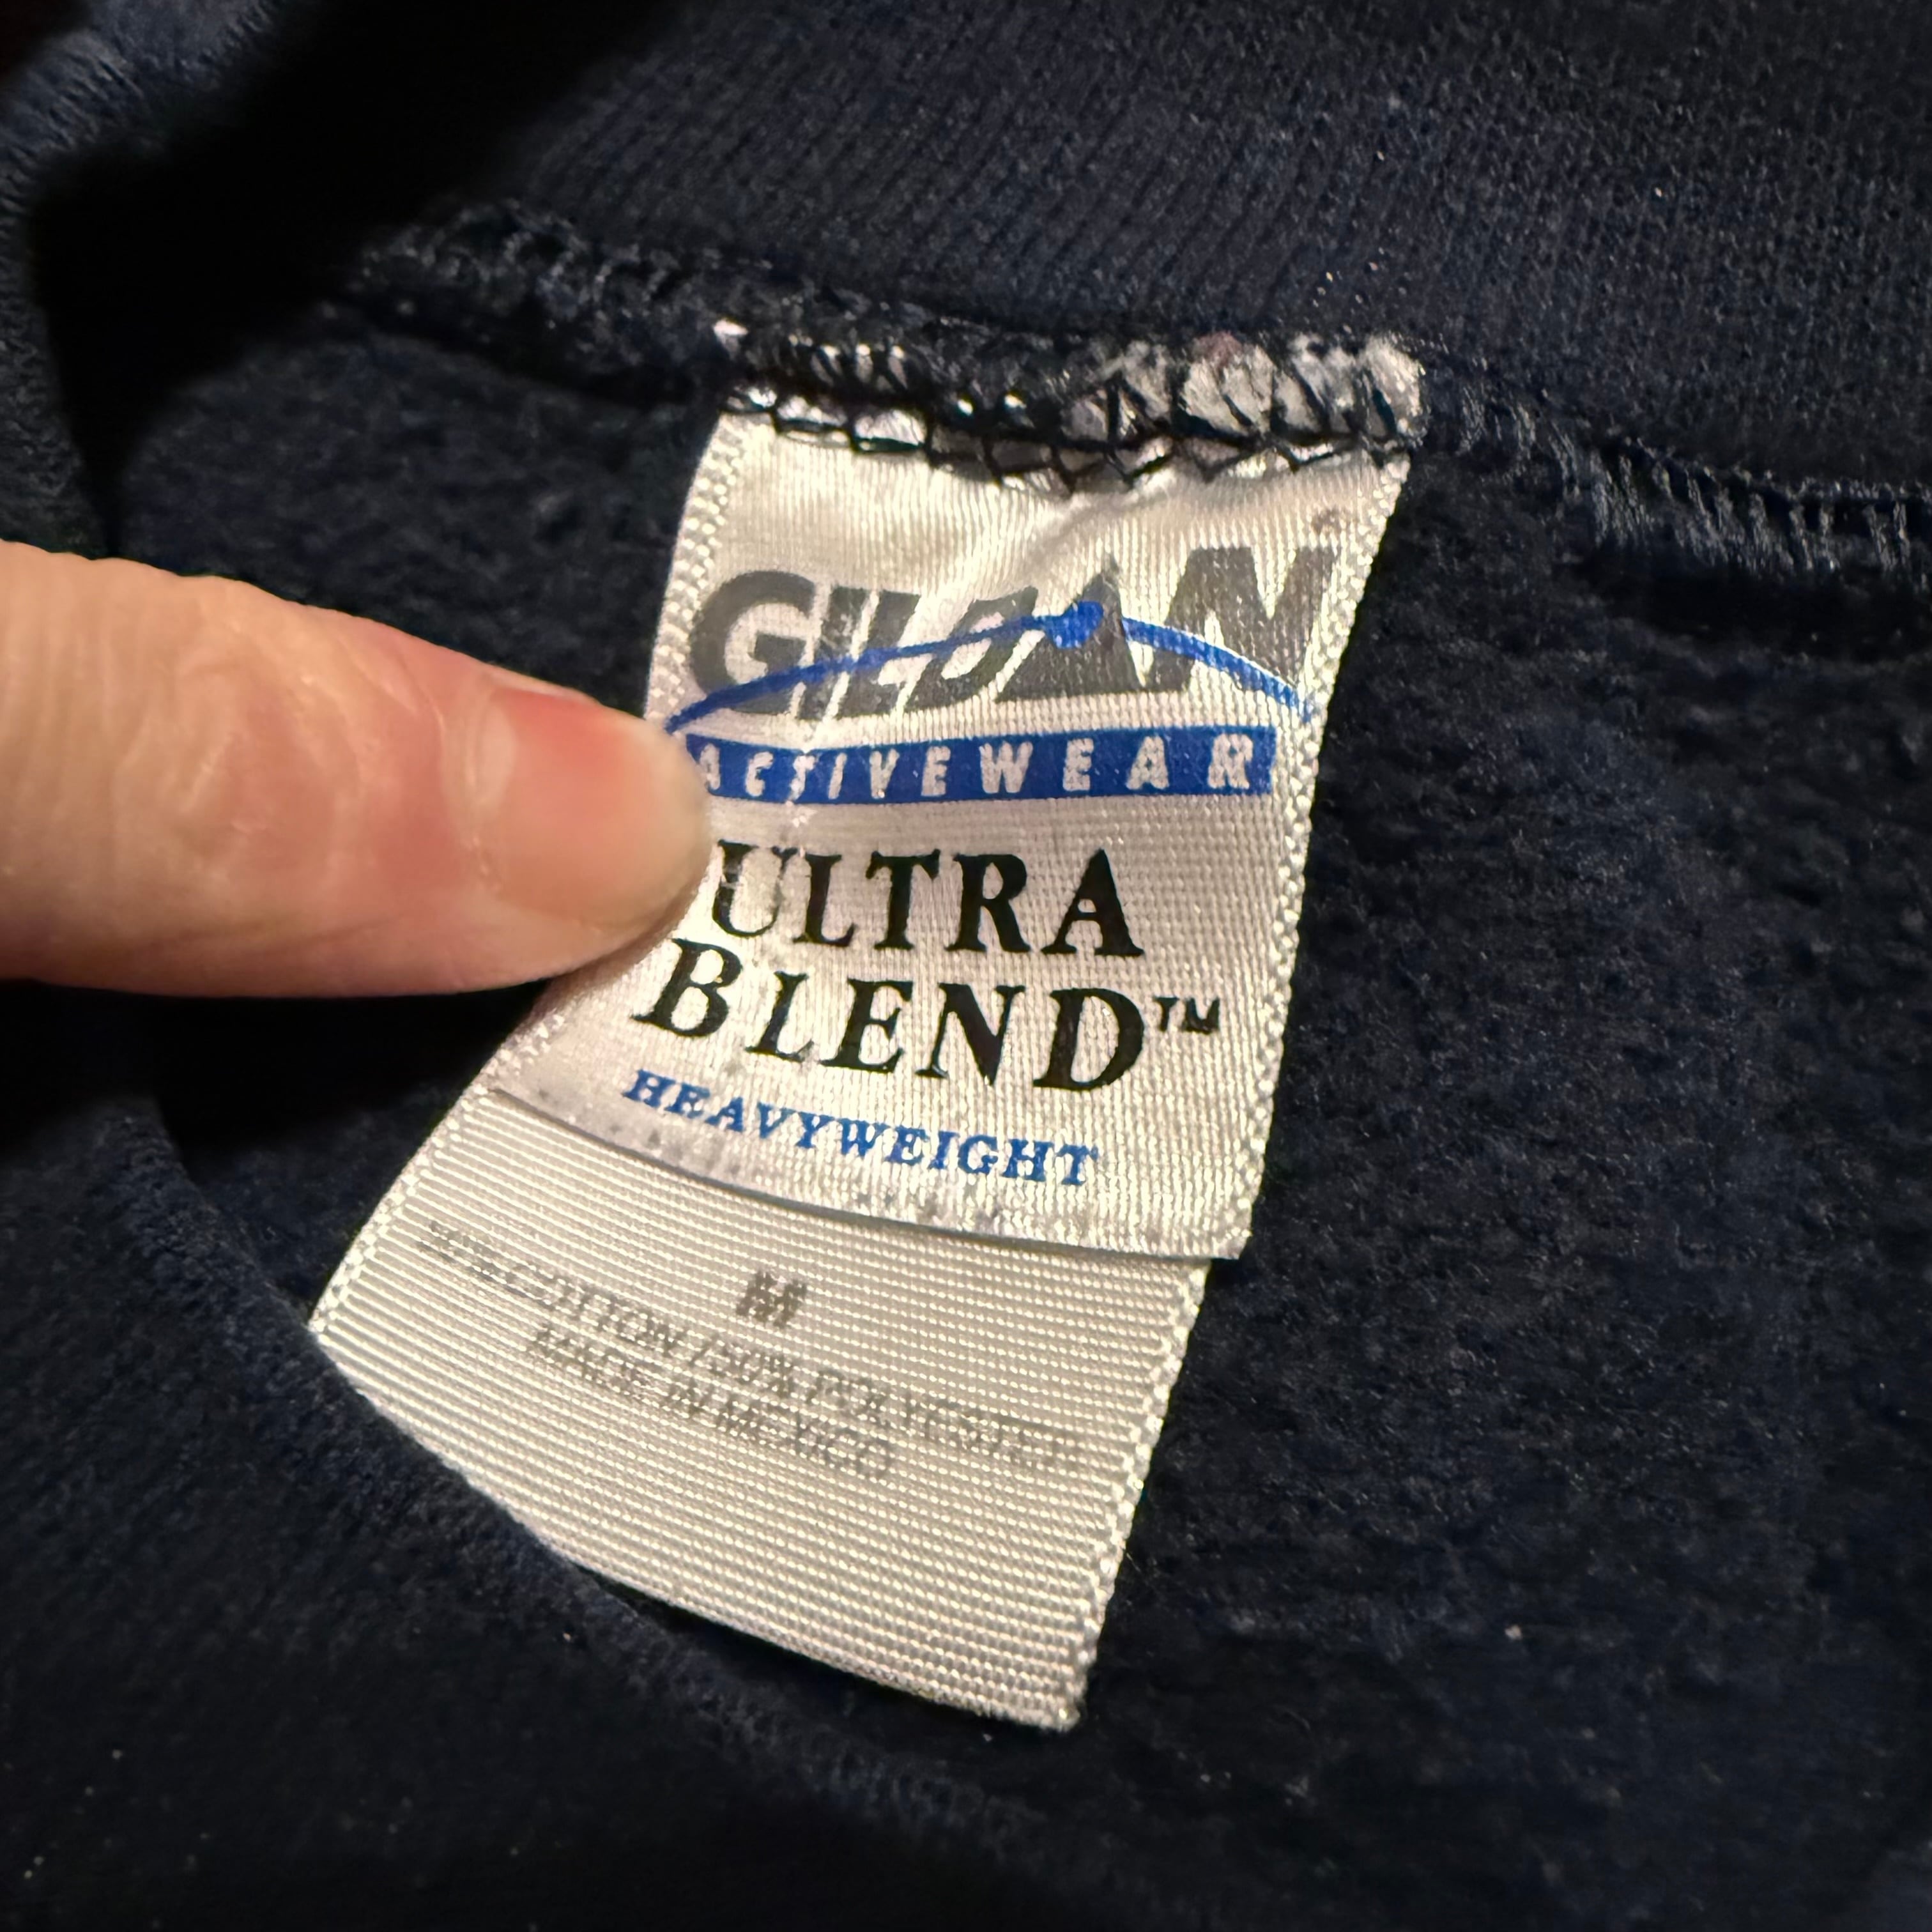 GILDAN
ACTIVEWEAR
ULTRA
BLEND™
HEAVYWEIGHT
M
50% COTTON / 50% POLYESTER
MADE IN MEXICO